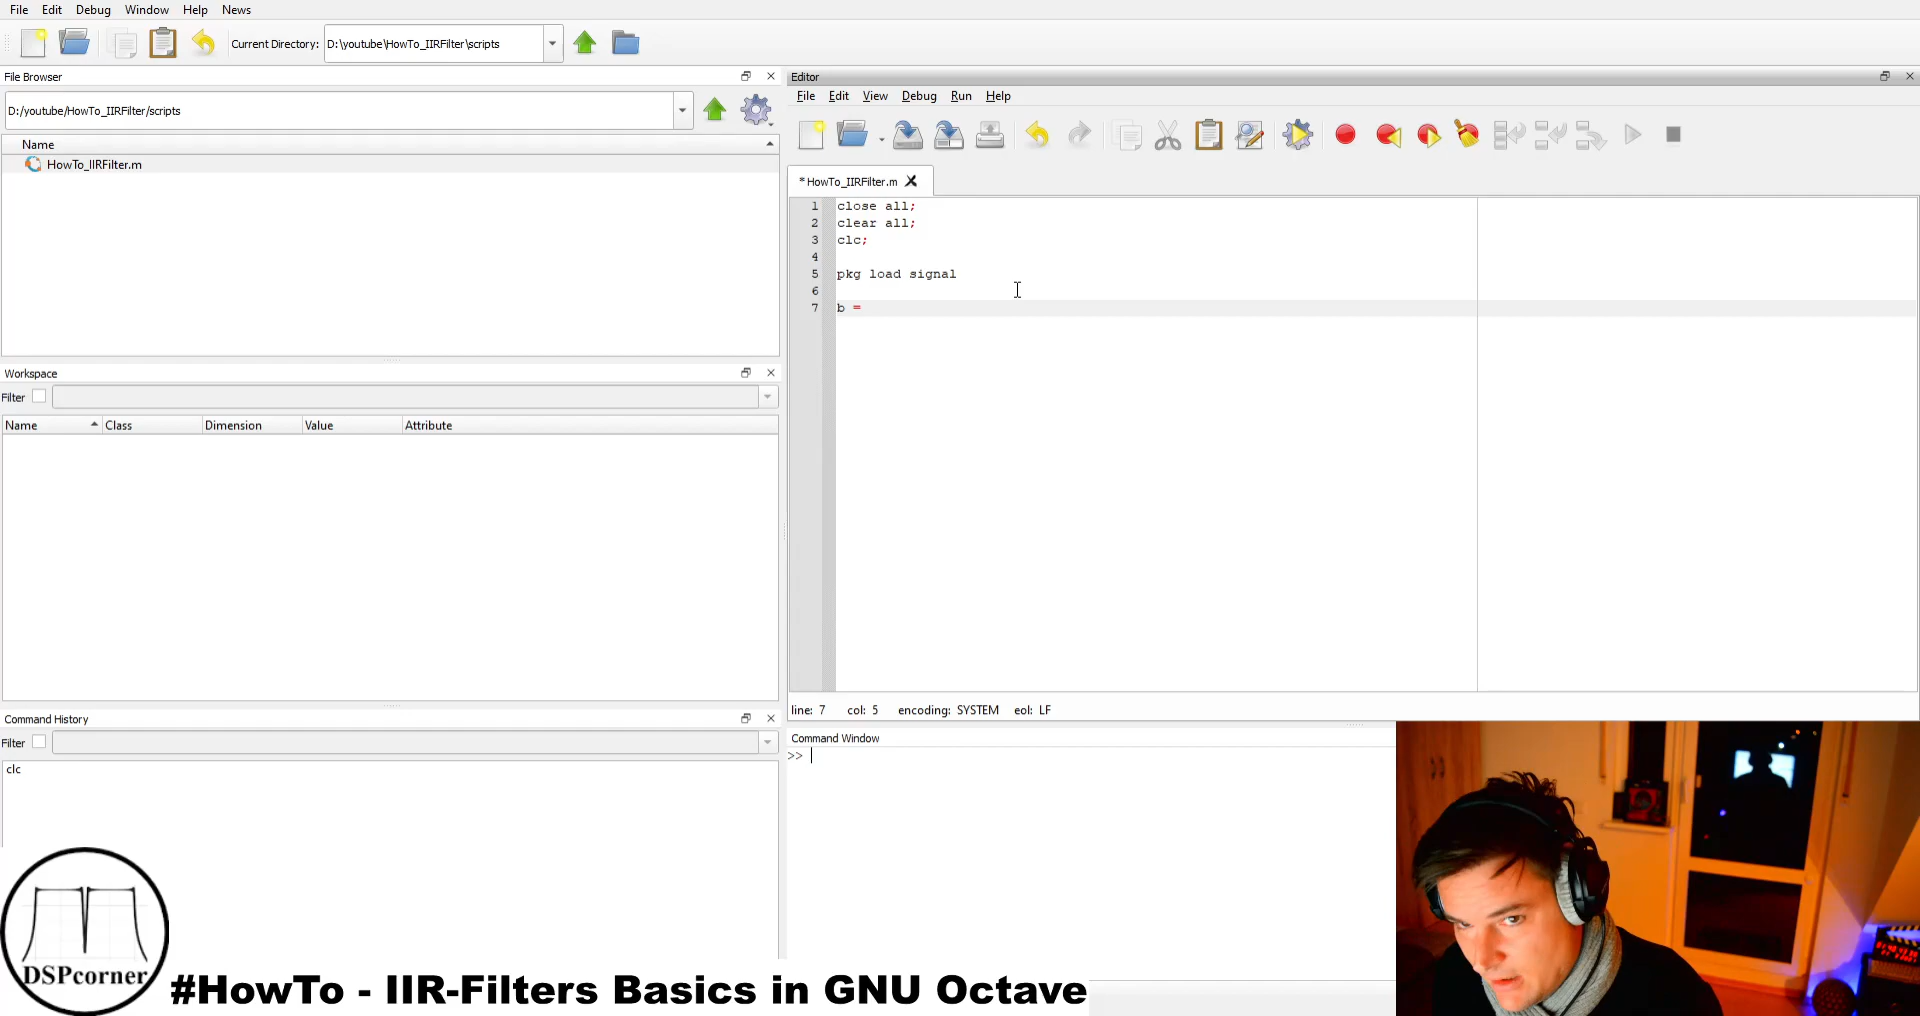 File Edit Debug Window Help News
Current Directory: D:\youtube\HowTo_IIRFilter\scripts
File Browser
D:/youtube/HowTo_IIRFilter/scripts
Name
HowTo_IIRFilter.m
Workspace
Filter
Name Class Dimension Value Attribute
Command History
Filter
clc
Editor
File Edit View Debug Run Help
*HowTo_IIRFilter.m
1 close all;
2 clear all;
3 clc;
4
5 pkg load signal
6
7 b =
line: 7 col: 5 encoding: SYSTEM eol: LF
Command Window
>>
DSPcorner
#HowTo - IIR-Filters Basics in GNU Octave